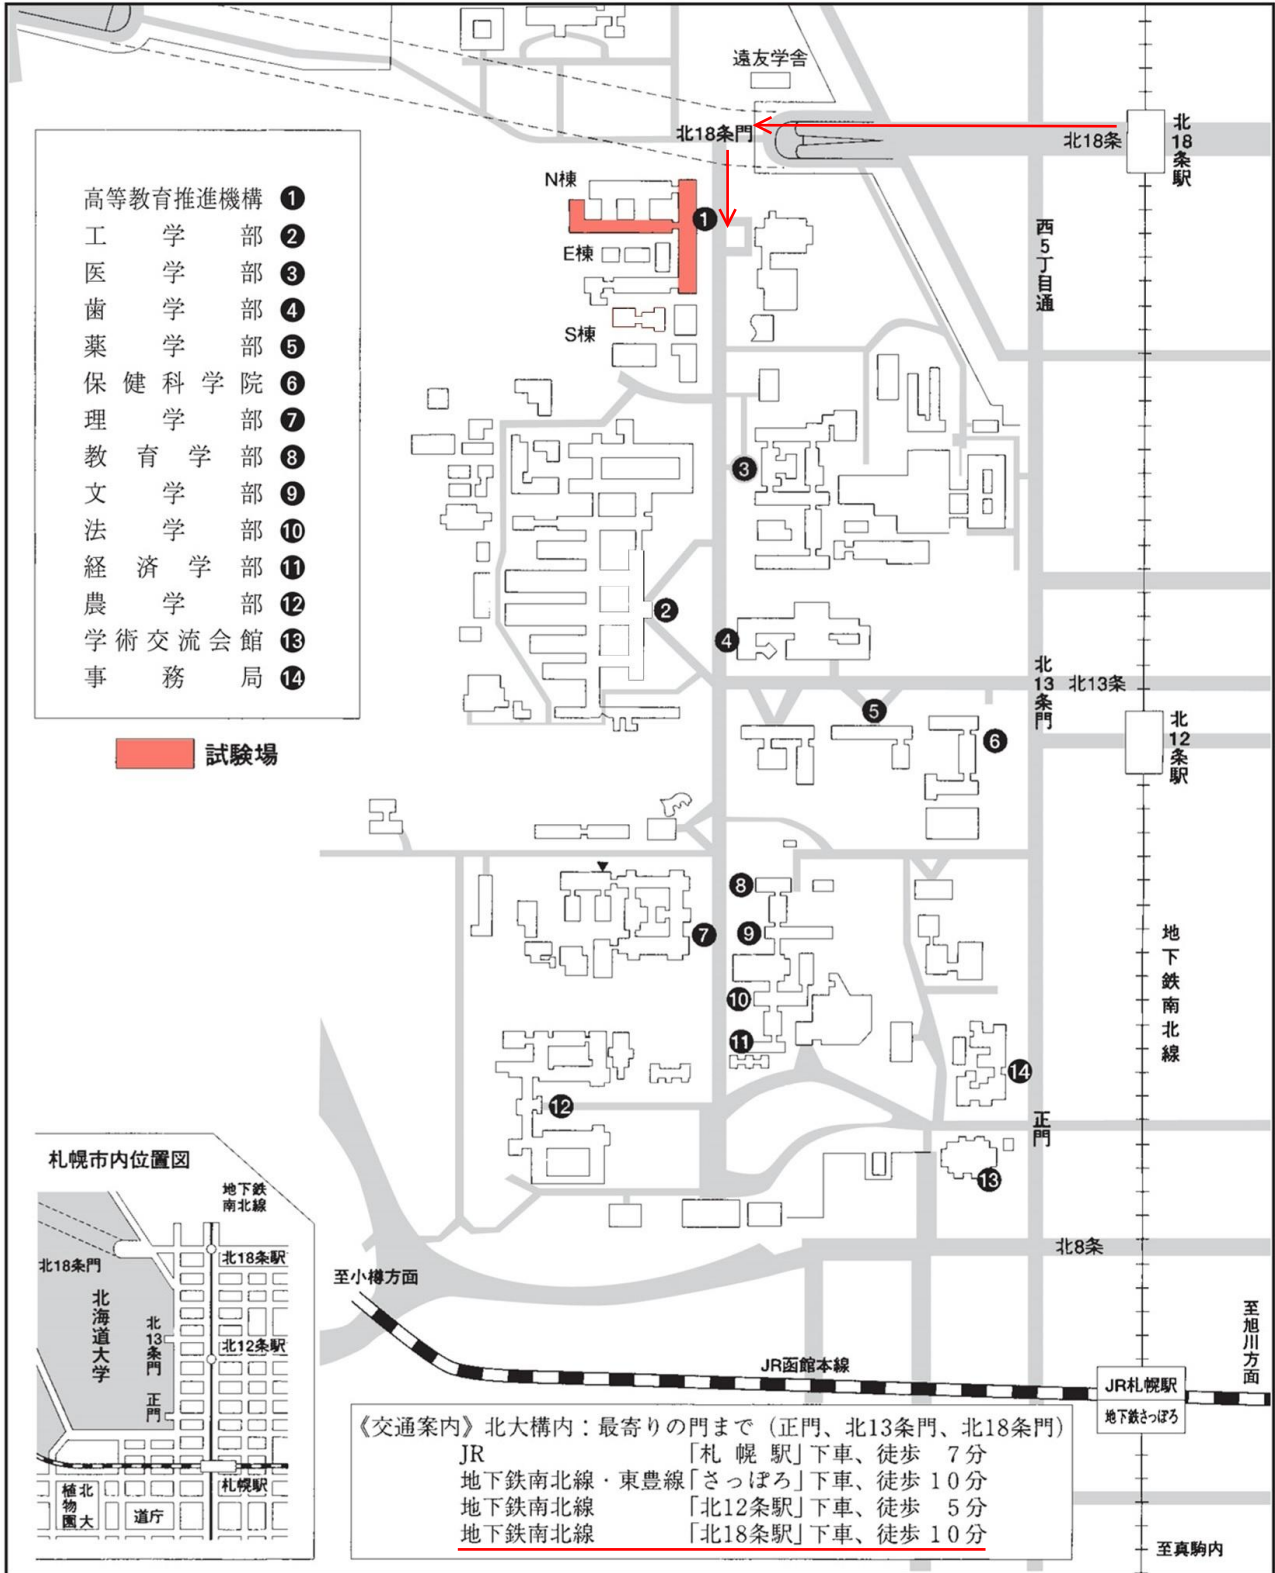 遠友学舎
北18条門
北18条
北18条駅
N棟
E棟
S棟
1
西5丁目通
高等教育推進機構 1
工学部 2
医学部 3
歯学部 4
薬学部 5
保健科学院 6
理学部 7
教育学部 8
文学部 9
法学部 10
経済学部 11
農学部 12
学術交流会館 13
事務局 14
試験場
3
2
4
北13条門
北13条
5
6
北12条駅
8
7
9
10
11
地下鉄南北線
14
12
正門
13
北8条
札幌市内位置図
地下鉄
南北線
北18条駅
北18条門
北海道大学
北13条門
北12条駅
正門
札幌駅
北大植物園
道庁
至小樽方面
至旭川方面
JR函館本線
JR札幌駅
地下鉄さっぽろ
《交通案内》北大構内：最寄りの門まで（正門、北13条門、北18条門）
JR 「札幌駅」下車、徒歩 7分
地下鉄南北線・東豊線「さっぽろ」下車、徒歩 10分
地下鉄南北線 「北12条駅」下車、徒歩 5分
地下鉄南北線 「北18条駅」下車、徒歩 10分
至真駒内